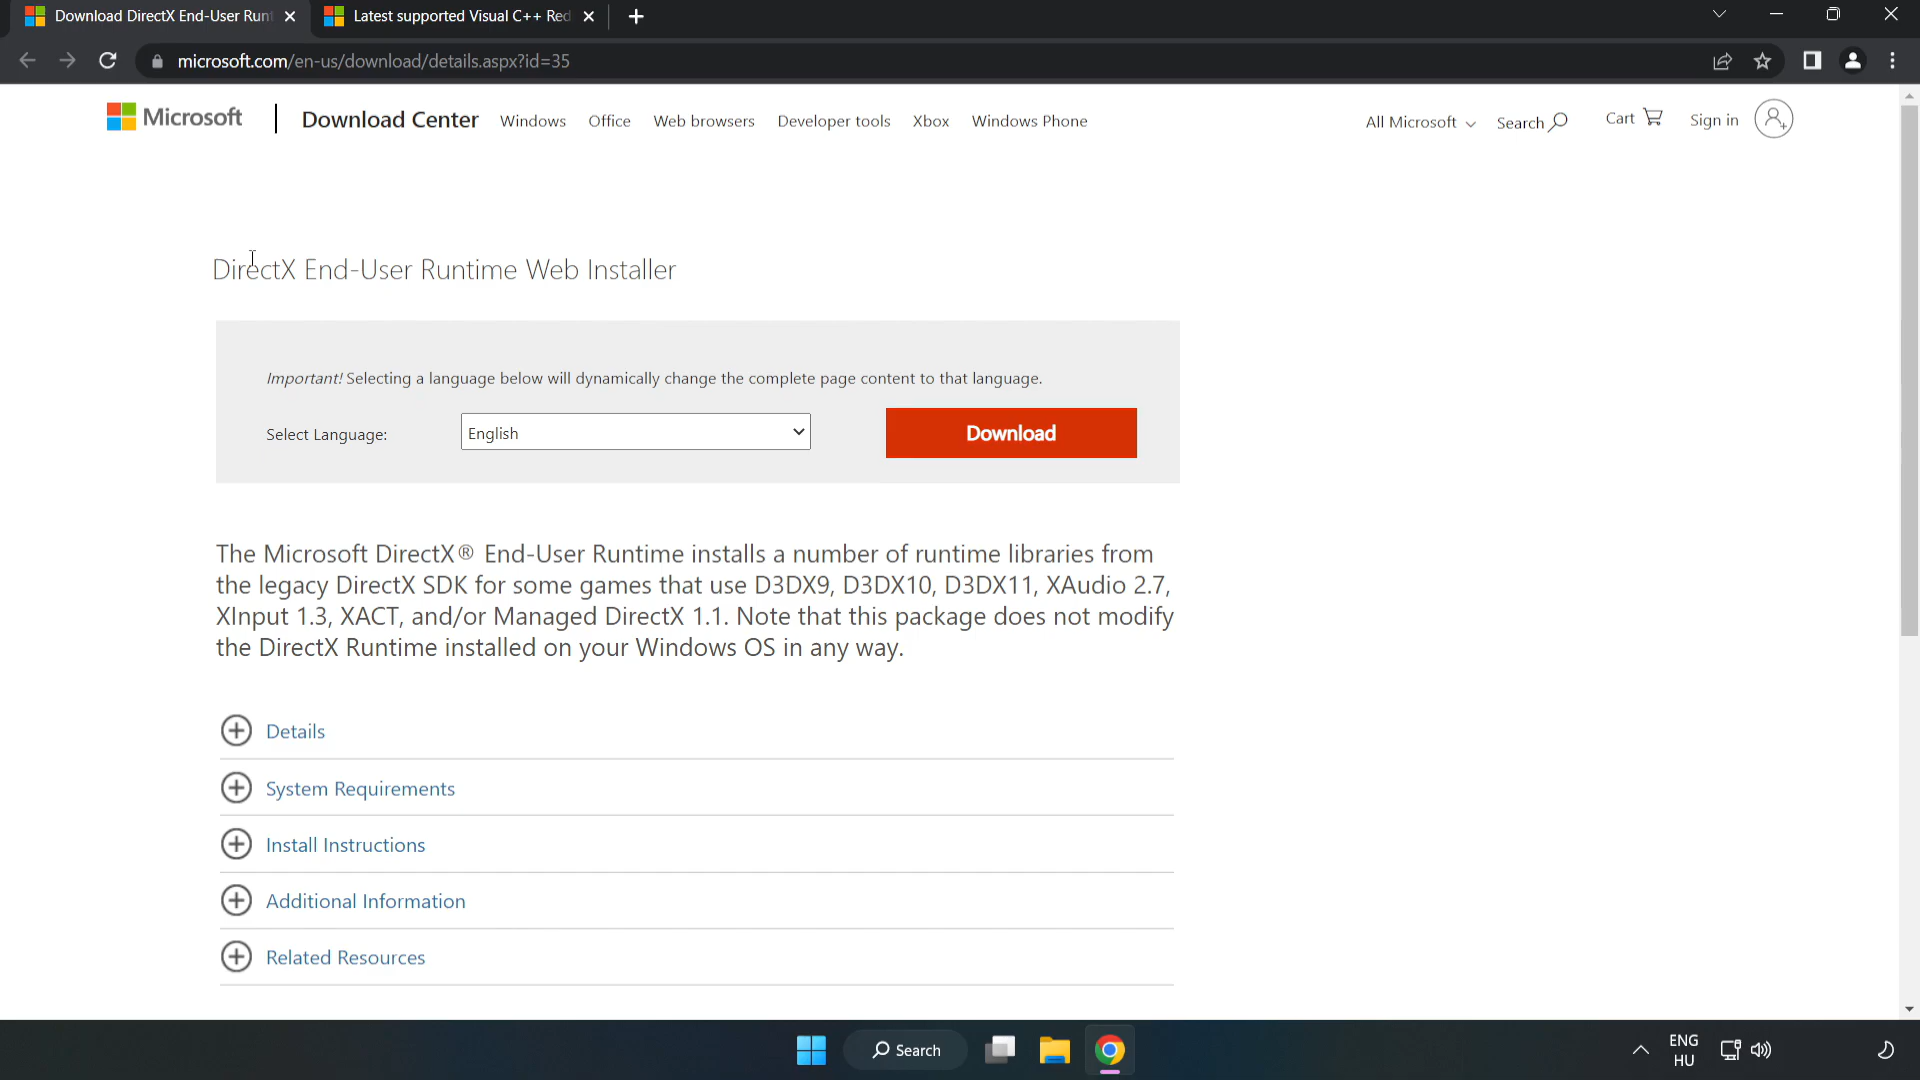 Download DirectX End-User Runt
Latest supported Visual C++ Red
microsoft.com/en-us/download/details.aspx?id=35
Microsoft
Download Center
Windows
Office
Web browsers
Developer tools
Xbox
Windows Phone
All Microsoft
Search
Cart
Sign in
DirectX End-User Runtime Web Installer
Important! Selecting a language below will dynamically change the complete page content to that language.
Select Language:
English
Download
The Microsoft DirectX® End-User Runtime installs a number of runtime libraries from
the legacy DirectX SDK for some games that use D3DX9, D3DX10, D3DX11, XAudio 2.7,
XInput 1.3, XACT, and/or Managed DirectX 1.1. Note that this package does not modify
the DirectX Runtime installed on your Windows OS in any way.
Details
System Requirements
Install Instructions
Additional Information
Related Resources
Search
ENG
HU